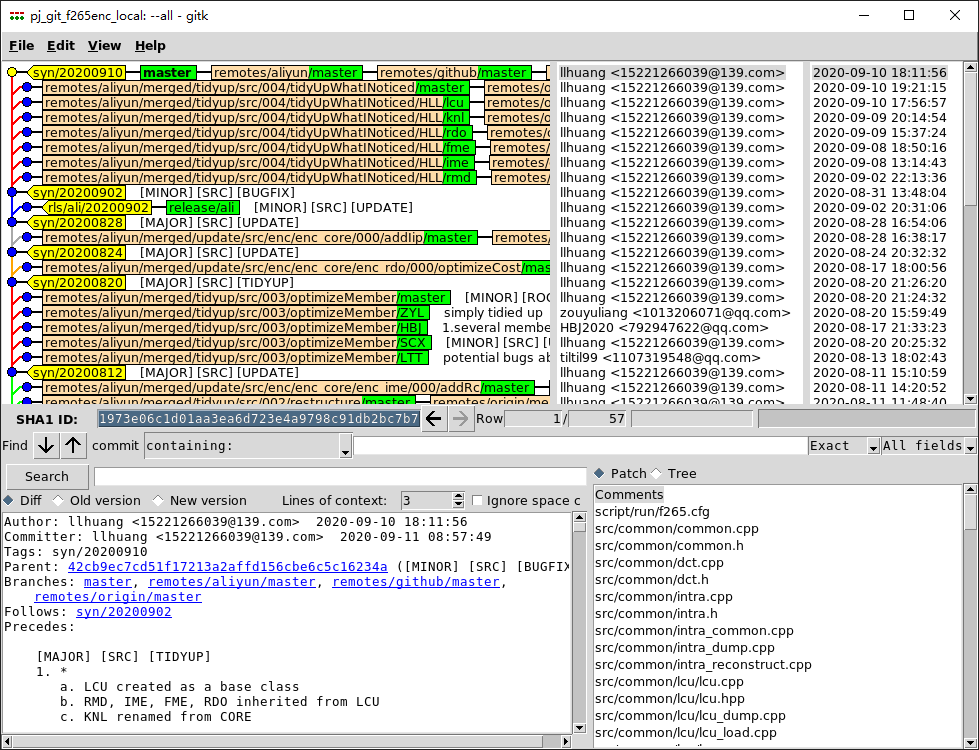 pj_git_f265enc_local: --all - gitk
File Edit View Help
syn/20200910 master remotes/aliyun/master remotes/github/master llhuang <15221266039@139.com> 2020-09-10 18:11:56
remotes/aliyun/merged/tidyup/src/004/tidyUpWhatINoticed/master remotes/o llhuang <15221266039@139.com> 2020-09-10 19:21:15
remotes/aliyun/merged/tidyup/src/004/tidyUpWhatINoticed/HLL/lcu remotes/o llhuang <15221266039@139.com> 2020-09-10 17:56:57
remotes/aliyun/merged/tidyup/src/004/tidyUpWhatINoticed/HLL/knl remotes/o llhuang <15221266039@139.com> 2020-09-09 20:14:54
remotes/aliyun/merged/tidyup/src/004/tidyUpWhatINoticed/HLL/rdo remotes/o llhuang <15221266039@139.com> 2020-09-09 15:37:24
remotes/aliyun/merged/tidyup/src/004/tidyUpWhatINoticed/HLL/fme remotes/ llhuang <15221266039@139.com> 2020-09-08 18:50:16
remotes/aliyun/merged/tidyup/src/004/tidyUpWhatINoticed/HLL/ime remotes/ llhuang <15221266039@139.com> 2020-09-08 13:14:43
remotes/aliyun/merged/tidyup/src/004/tidyUpWhatINoticed/HLL/rmd remotes/ llhuang <15221266039@139.com> 2020-09-02 22:13:36
syn/20200902 [MINOR] [SRC] [BUGFIX] llhuang <15221266039@139.com> 2020-08-31 13:48:04
rls/ali/20200902 release/ali [MINOR] [SRC] [UPDATE] llhuang <15221266039@139.com> 2020-09-02 20:31:06
syn/20200828 [MAJOR] [SRC] [UPDATE] llhuang <15221266039@139.com> 2020-08-28 16:54:06
remotes/aliyun/merged/update/src/enc/enc_core/000/addIip/master remotes/ llhuang <15221266039@139.com> 2020-08-28 16:38:17
syn/20200824 [MAJOR] [SRC] [UPDATE] llhuang <15221266039@139.com> 2020-08-24 20:32:32
remotes/aliyun/merged/update/src/enc/enc_core/enc_rdo/000/optimizeCost/mas llhuang <15221266039@139.com> 2020-08-17 18:00:56
syn/20200820 [MAJOR] [SRC] [TIDYUP] llhuang <15221266039@139.com> 2020-08-20 21:26:20
remotes/aliyun/merged/tidyup/src/003/optimizeMember/master [MINOR] [ROO llhuang <15221266039@139.com> 2020-08-20 21:24:32
remotes/aliyun/merged/tidyup/src/003/optimizeMember/ZYL simply tidied up zouyuliang <1013206071@qq.com> 2020-08-20 15:59:49
remotes/aliyun/merged/tidyup/src/003/optimizeMember/HBJ 1.several membe HBJ2020 <792947622@qq.com> 2020-08-17 21:33:23
remotes/aliyun/merged/tidyup/src/003/optimizeMember/SCX [MINOR] [SRC] [U llhuang <15221266039@139.com> 2020-08-20 20:25:32
remotes/aliyun/merged/tidyup/src/003/optimizeMember/LTT potential bugs ab tiltil99 <1107319548@qq.com> 2020-08-13 18:02:43
syn/20200812 [MAJOR] [SRC] [UPDATE] llhuang <15221266039@139.com> 2020-08-11 15:10:59
remotes/aliyun/merged/update/src/enc/enc_core/enc_ime/000/addRc/master llhuang <15221266039@139.com> 2020-08-11 14:20:52
remotes/aliyun/merged/tidyup/src/002/restructure/master remotes/origin/me llhuang <15221266039@139.com> 2020-08-11 11:48:40
SHA1 ID: 1973e06c1d01aa3ea6d723e4a9798c91db2bc7b7 Row 1 / 57
Find commit containing: Exact All fields
Search
Diff Old version New version Lines of context: 3 Ignore space c
Author: llhuang <15221266039@139.com> 2020-09-10 18:11:56
Committer: llhuang <15221266039@139.com> 2020-09-11 08:57:49
Tags: syn/20200910
Parent: 42cb9ec7cd51f17213a2affd156cbe6c5c16234a ([MINOR] [SRC] [BUGFIX
Branches: master, remotes/aliyun/master, remotes/github/master,
remotes/origin/master
Follows: syn/20200902
Precedes:
[MAJOR] [SRC] [TIDYUP]
1. *
a. LCU created as a base class
b. RMD, IME, FME, RDO inherited from LCU
c. KNL renamed from CORE
Patch Tree
Comments
script/run/f265.cfg
src/common/common.cpp
src/common/common.h
src/common/dct.cpp
src/common/dct.h
src/common/intra.cpp
src/common/intra.h
src/common/intra_common.cpp
src/common/intra_dump.cpp
src/common/intra_reconstruct.cpp
src/common/lcu/lcu.cpp
src/common/lcu/lcu.hpp
src/common/lcu/lcu_dump.cpp
src/common/lcu/lcu_load.cpp